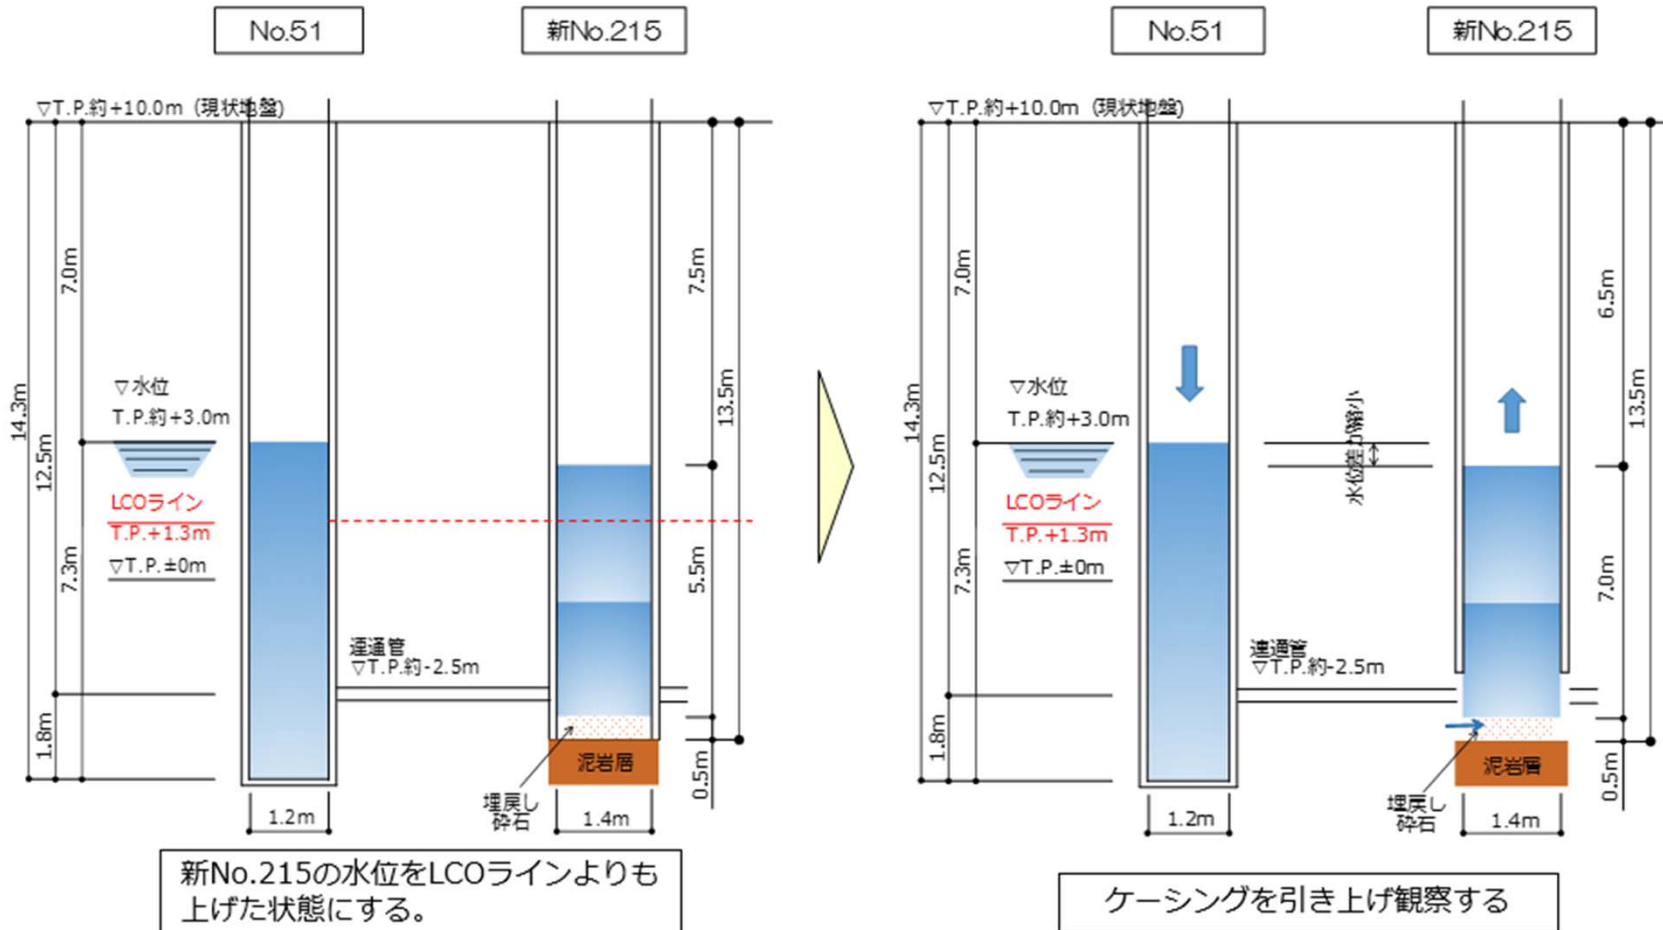 No.51
新No.215
▽T.P.約+10.0m (現状地盤)
7.0m
7.5m
14.3m
12.5m
13.5m
▽水位
T.P.約+3.0m
LCOライン
T.P.+1.3m
▽T.P.±0m
7.3m
5.5m
連通管
▽T.P.約-2.5m
1.8m
泥岩層
0.5m
埋戻し
砕石
1.2m
1.4m
新No.215の水位をLCOラインよりも
上げた状態にする。
No.51
新No.215
▽T.P.約+10.0m (現状地盤)
7.0m
6.5m
14.3m
12.5m
13.5m
▽水位
T.P.約+3.0m
水位差が縮小
LCOライン
T.P.+1.3m
▽T.P.±0m
7.3m
7.0m
連通管
▽T.P.約-2.5m
1.8m
泥岩層
0.5m
埋戻し
砕石
1.2m
1.4m
ケーシングを引き上げ観察する